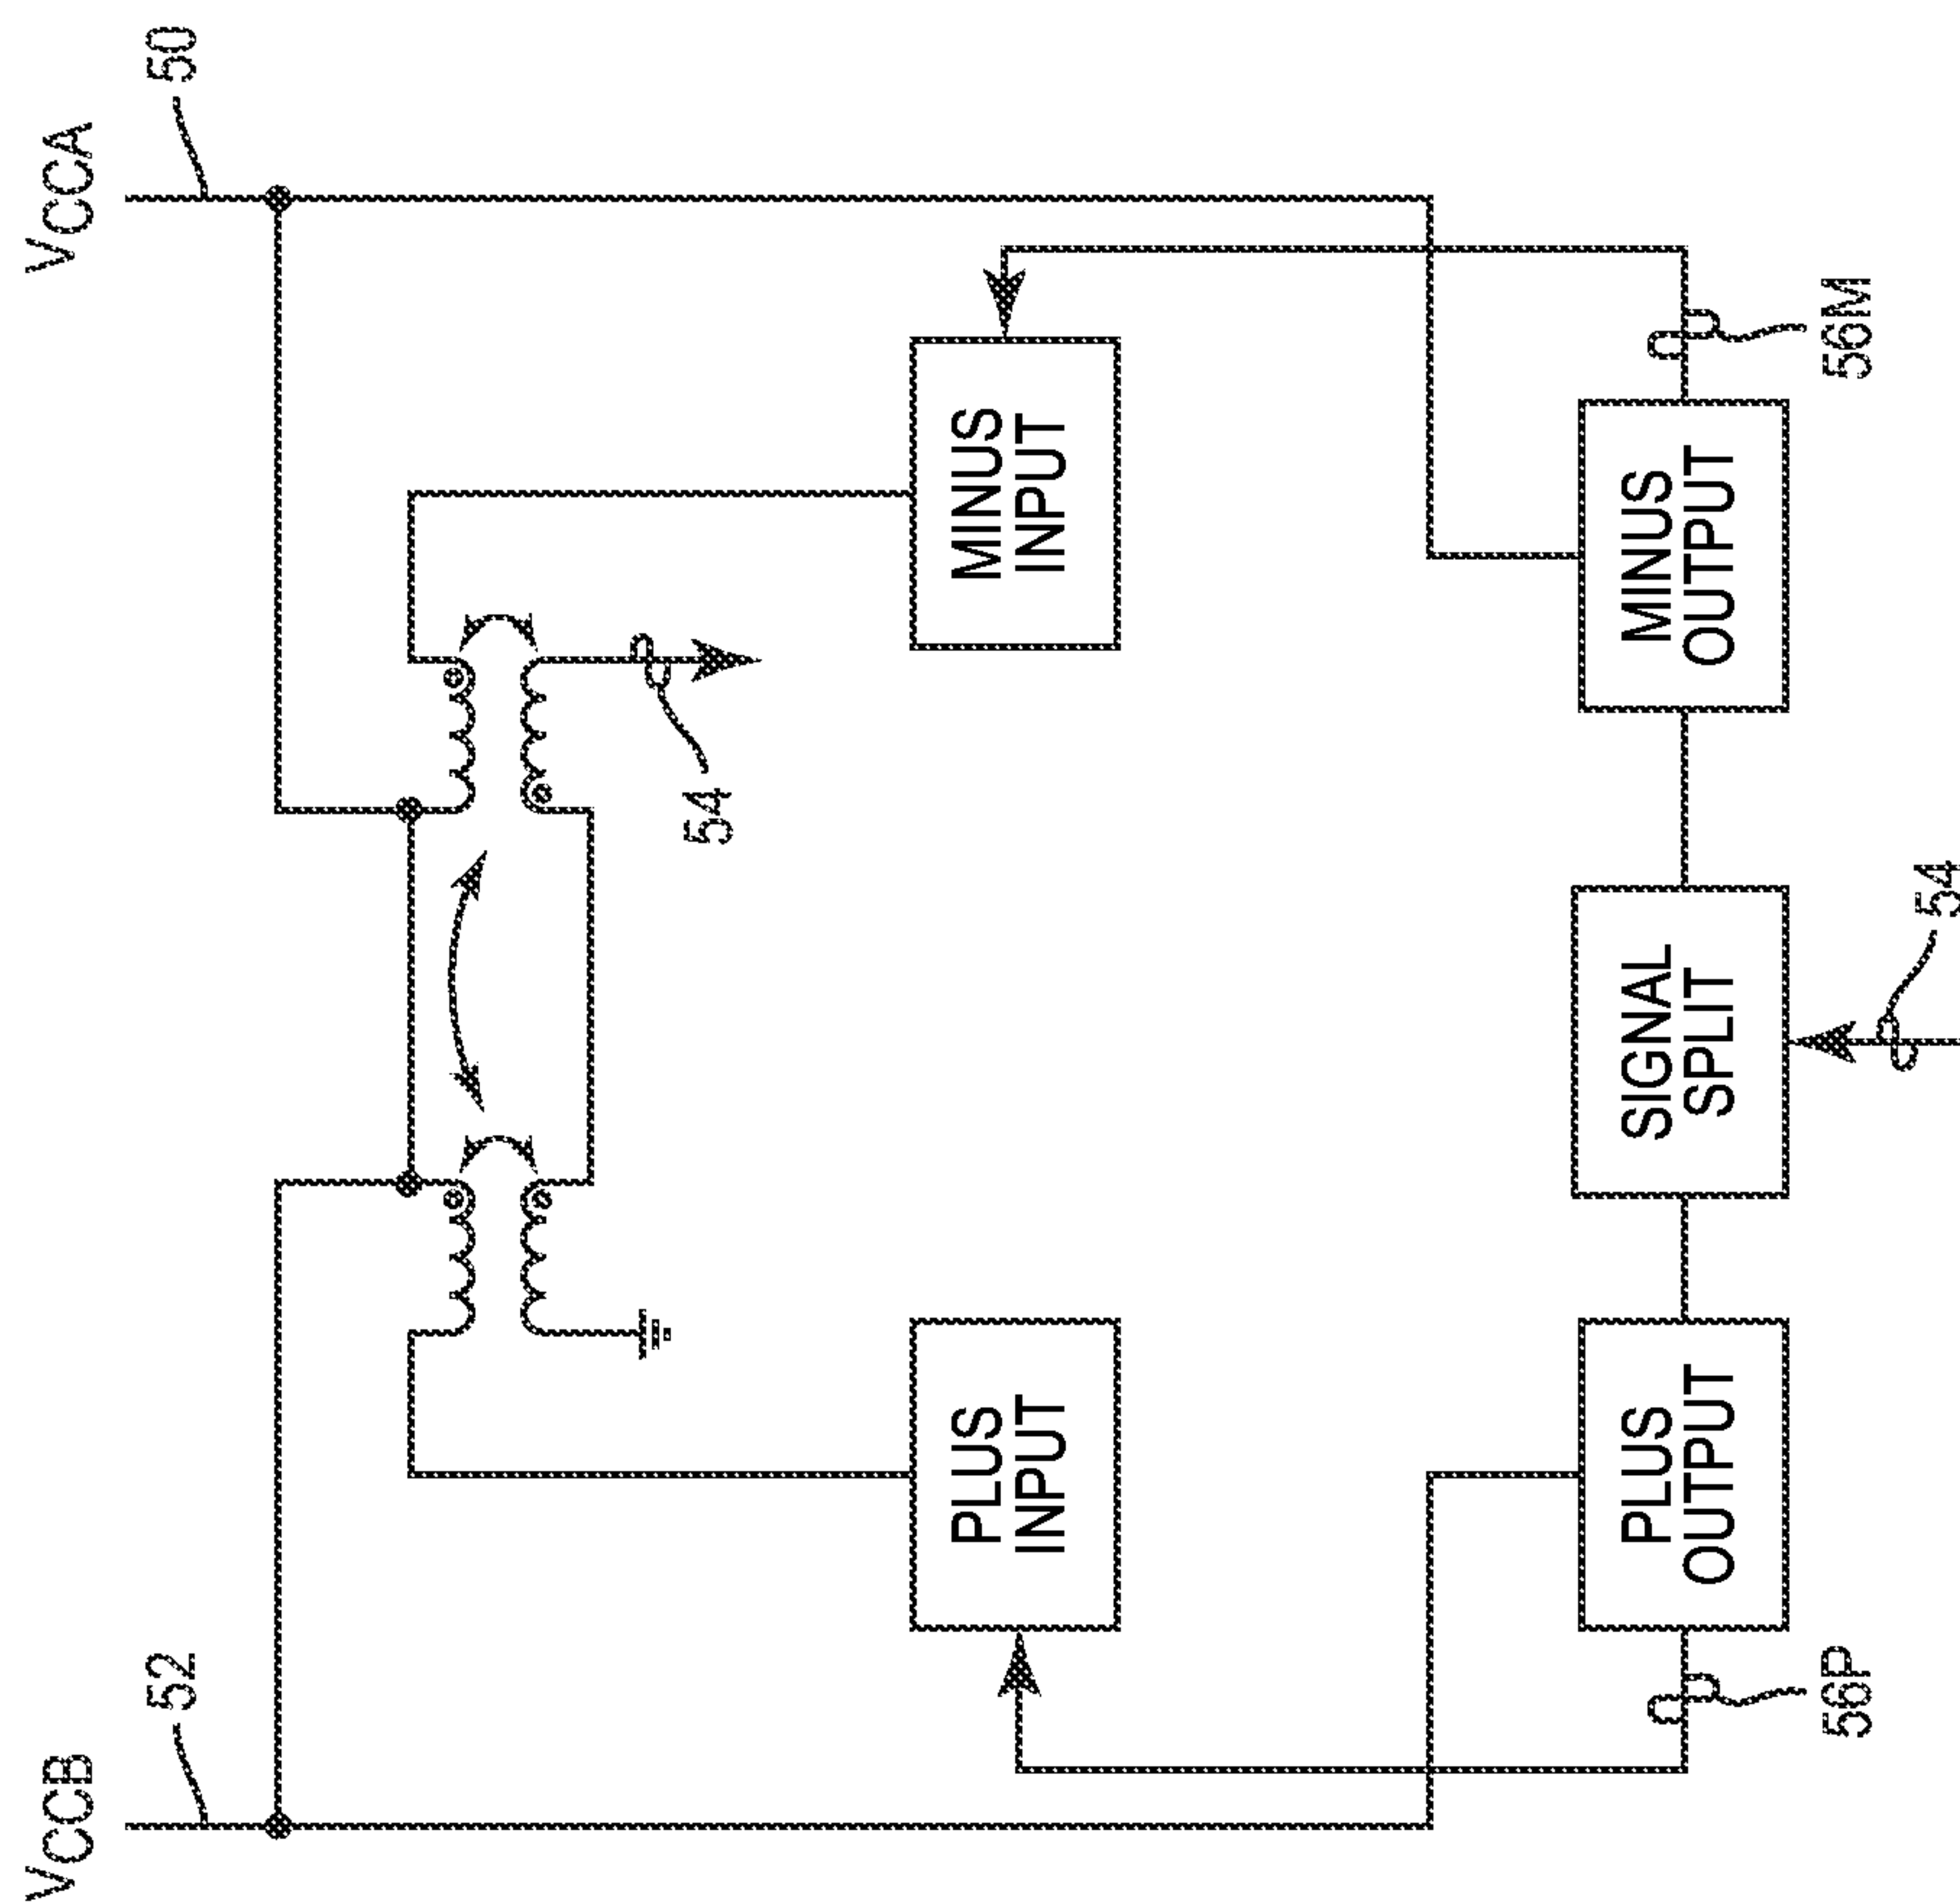 VCCB
VCCA
52
50
54
PLUS
INPUT
MINUS
INPUT
PLUS
OUTPUT
SIGNAL
SPLIT
MINUS
OUTPUT
56P
56M
54